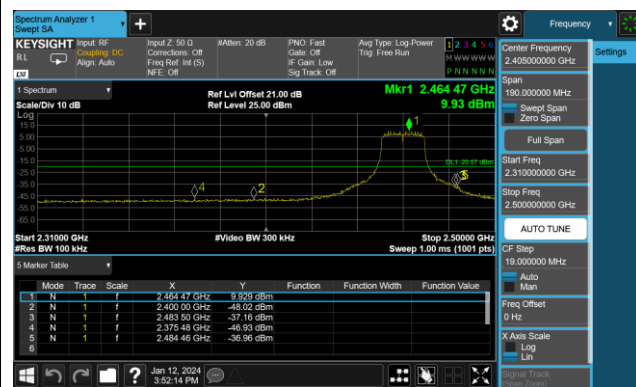 Spectrum Analyzer 1
Swept SA
Frequency
KEYSIGHT Input: RF
Coupling: DC
Align: Auto
Input Z: 50 Ω
Corrections: Off
Freq Ref: Int (S)
NFE: Off
#Atten: 20 dB
PNO: Fast
Gate: Off
IF Gain: Low
Sig Track: Off
Avg Type: Log-Power
Trig: Free Run
1 2 3 4 5 6
M W W W W W
P N N N N N
R L
LXI
1 Spectrum
Scale/Div 10 dB
Ref Lvl Offset 21.00 dB
Ref Level 25.00 dBm
Mkr1 2.464 47 GHz
9.93 dBm
Log
15.0
5.00
-5.00
-15.0
-25.0
-35.0
-45.0
-55.0
-65.0
1
DL1 -20.07 dBm
4
2
Start 2.31000 GHz
#Res BW 100 kHz
#Video BW 300 kHz
Stop 2.50000 GHz
Sweep 1.00 ms (1001 pts)
5 Marker Table
Mode Trace Scale X Y Function Function Width Function Value
1 N 1 f 2.464 47 GHz 9.929 dBm
2 N 1 f 2.400 00 GHz -48.02 dBm
3 N 1 f 2.483 50 GHz -37.16 dBm
4 N 1 f 2.375 48 GHz -46.93 dBm
5 N 1 f 2.484 46 GHz -36.96 dBm
6
Jan 12, 2024
3:52:14 PM
Center Frequency
2.405000000 GHz
Settings
Span
190.000000 MHz
Swept Span
Zero Span
Full Span
Start Freq
2.310000000 GHz
Stop Freq
2.500000000 GHz
AUTO TUNE
CF Step
19.000000 MHz
Auto
Man
Freq Offset
0 Hz
X Axis Scale
Log
Lin
Signal Track
(Span Zoom)